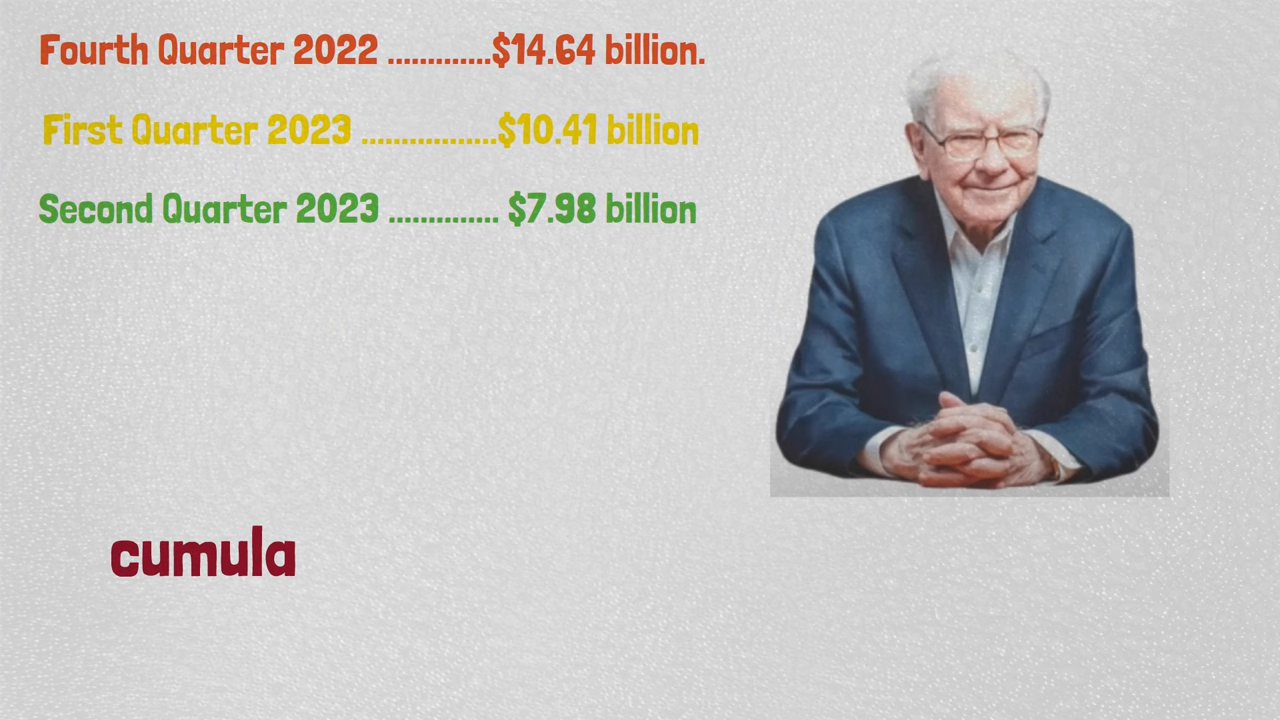 Fourth Quarter 2022 .............$14.64 billion.
First Quarter 2023 .................$10.41 billion
Second Quarter 2023 .............. $7.98 billion
cumula